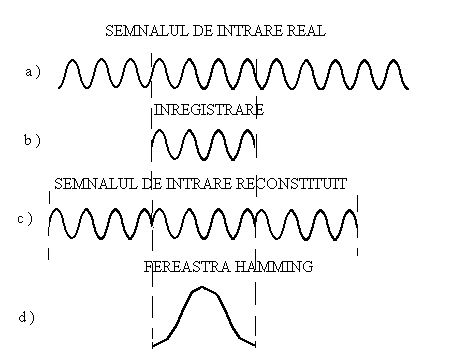 SEMNALUL DE INTRARE REAL
a )
INREGISTRARE
b )
SEMNALUL DE INTRARE RECONSTITUIT
c )
FEREASTRA HAMMING
d )